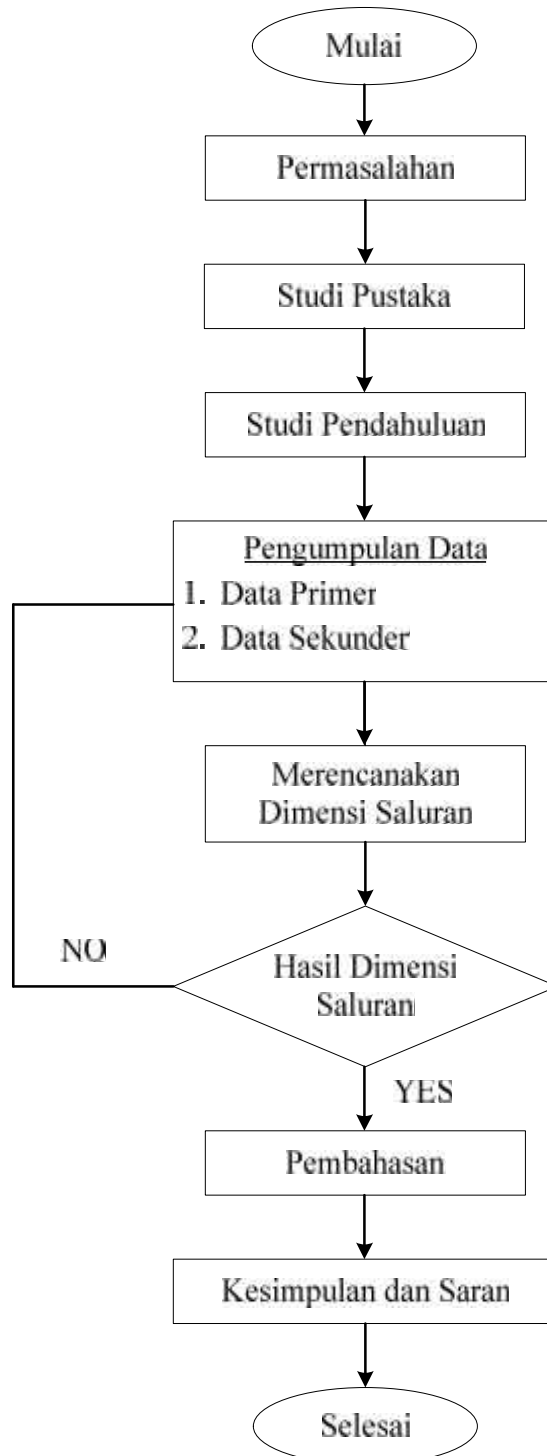 Mulai
Permasalahan
Studi Pustaka
Studi Pendahuluan
Pengumpulan Data
1. Data Primer
2. Data Sekunder
Merencanakan
Dimensi Saluran
NO
Hasil Dimensi
Saluran
YES
Pembahasan
Kesimpulan dan Saran
Selesai